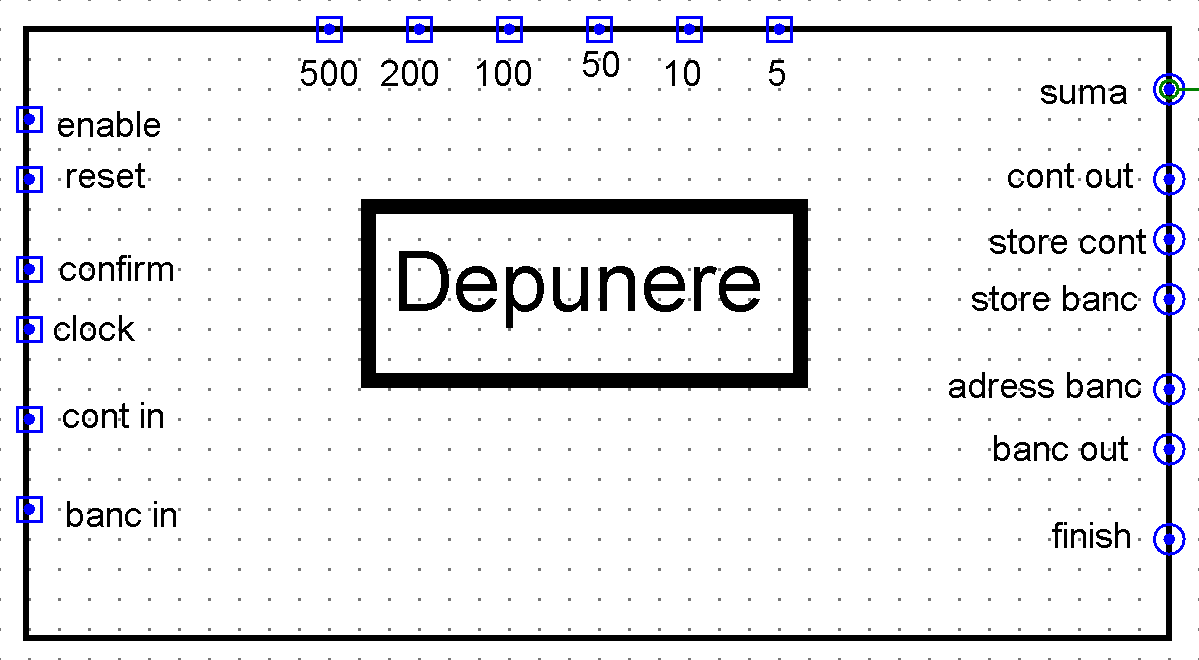 500 200 100 50 10 5
suma
enable
reset
cont out
Depunere
store cont
confirm
store banc
clock
adress banc
cont in
banc out
banc in
finish